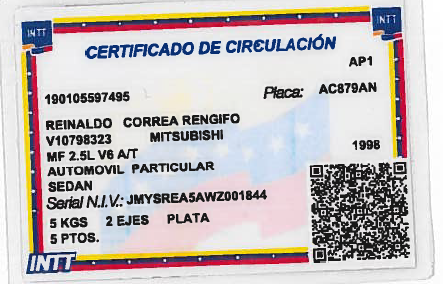 INTT
INTT
CERTIFICADO DE CIRCULACIÓN
AP1
190105597495 Placa: AC879AN
REINALDO CORREA RENGIFO
V10798323 MITSUBISHI
MF 2.5L V6 A/T 1998
AUTOMOVIL PARTICULAR
SEDAN
Serial N.I.V.: JMYSREA5AWZ001844
5 KGS 2 EJES PLATA
5 PTOS.
INTT